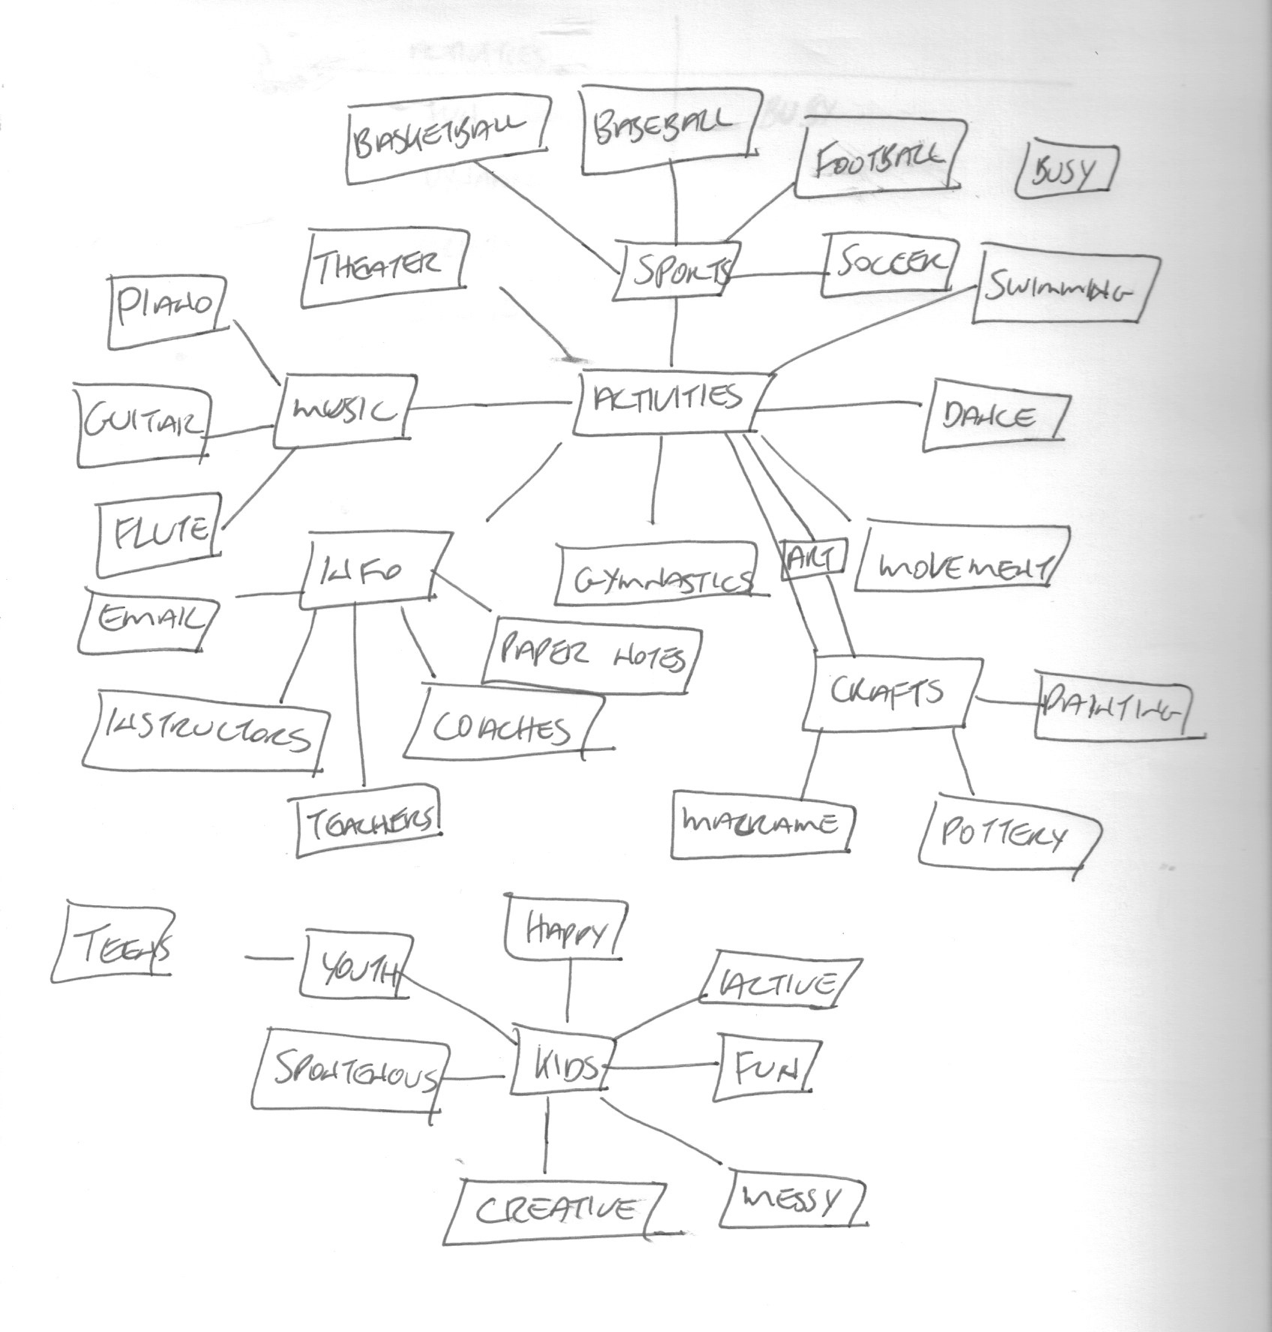 BASKETBALL
BASEBALL
FOOTBALL
BUSY
THEATER
SPORTS
SOCCER
SWIMMING
PIANO
GUITAR
MUSIC
ACTIVITIES
DANCE
FLUTE
INFO
GYMNASTICS
ART
MOVEMENT
EMAIL
PAPER NOTES
INSTRUCTORS
COACHES
CRAFTS
PAINTING
TEACHERS
MACRAME
POTTERY
TEENS
YOUTH
HAPPY
ACTIVE
SPONTENOUS
KIDS
FUN
CREATIVE
MESSY